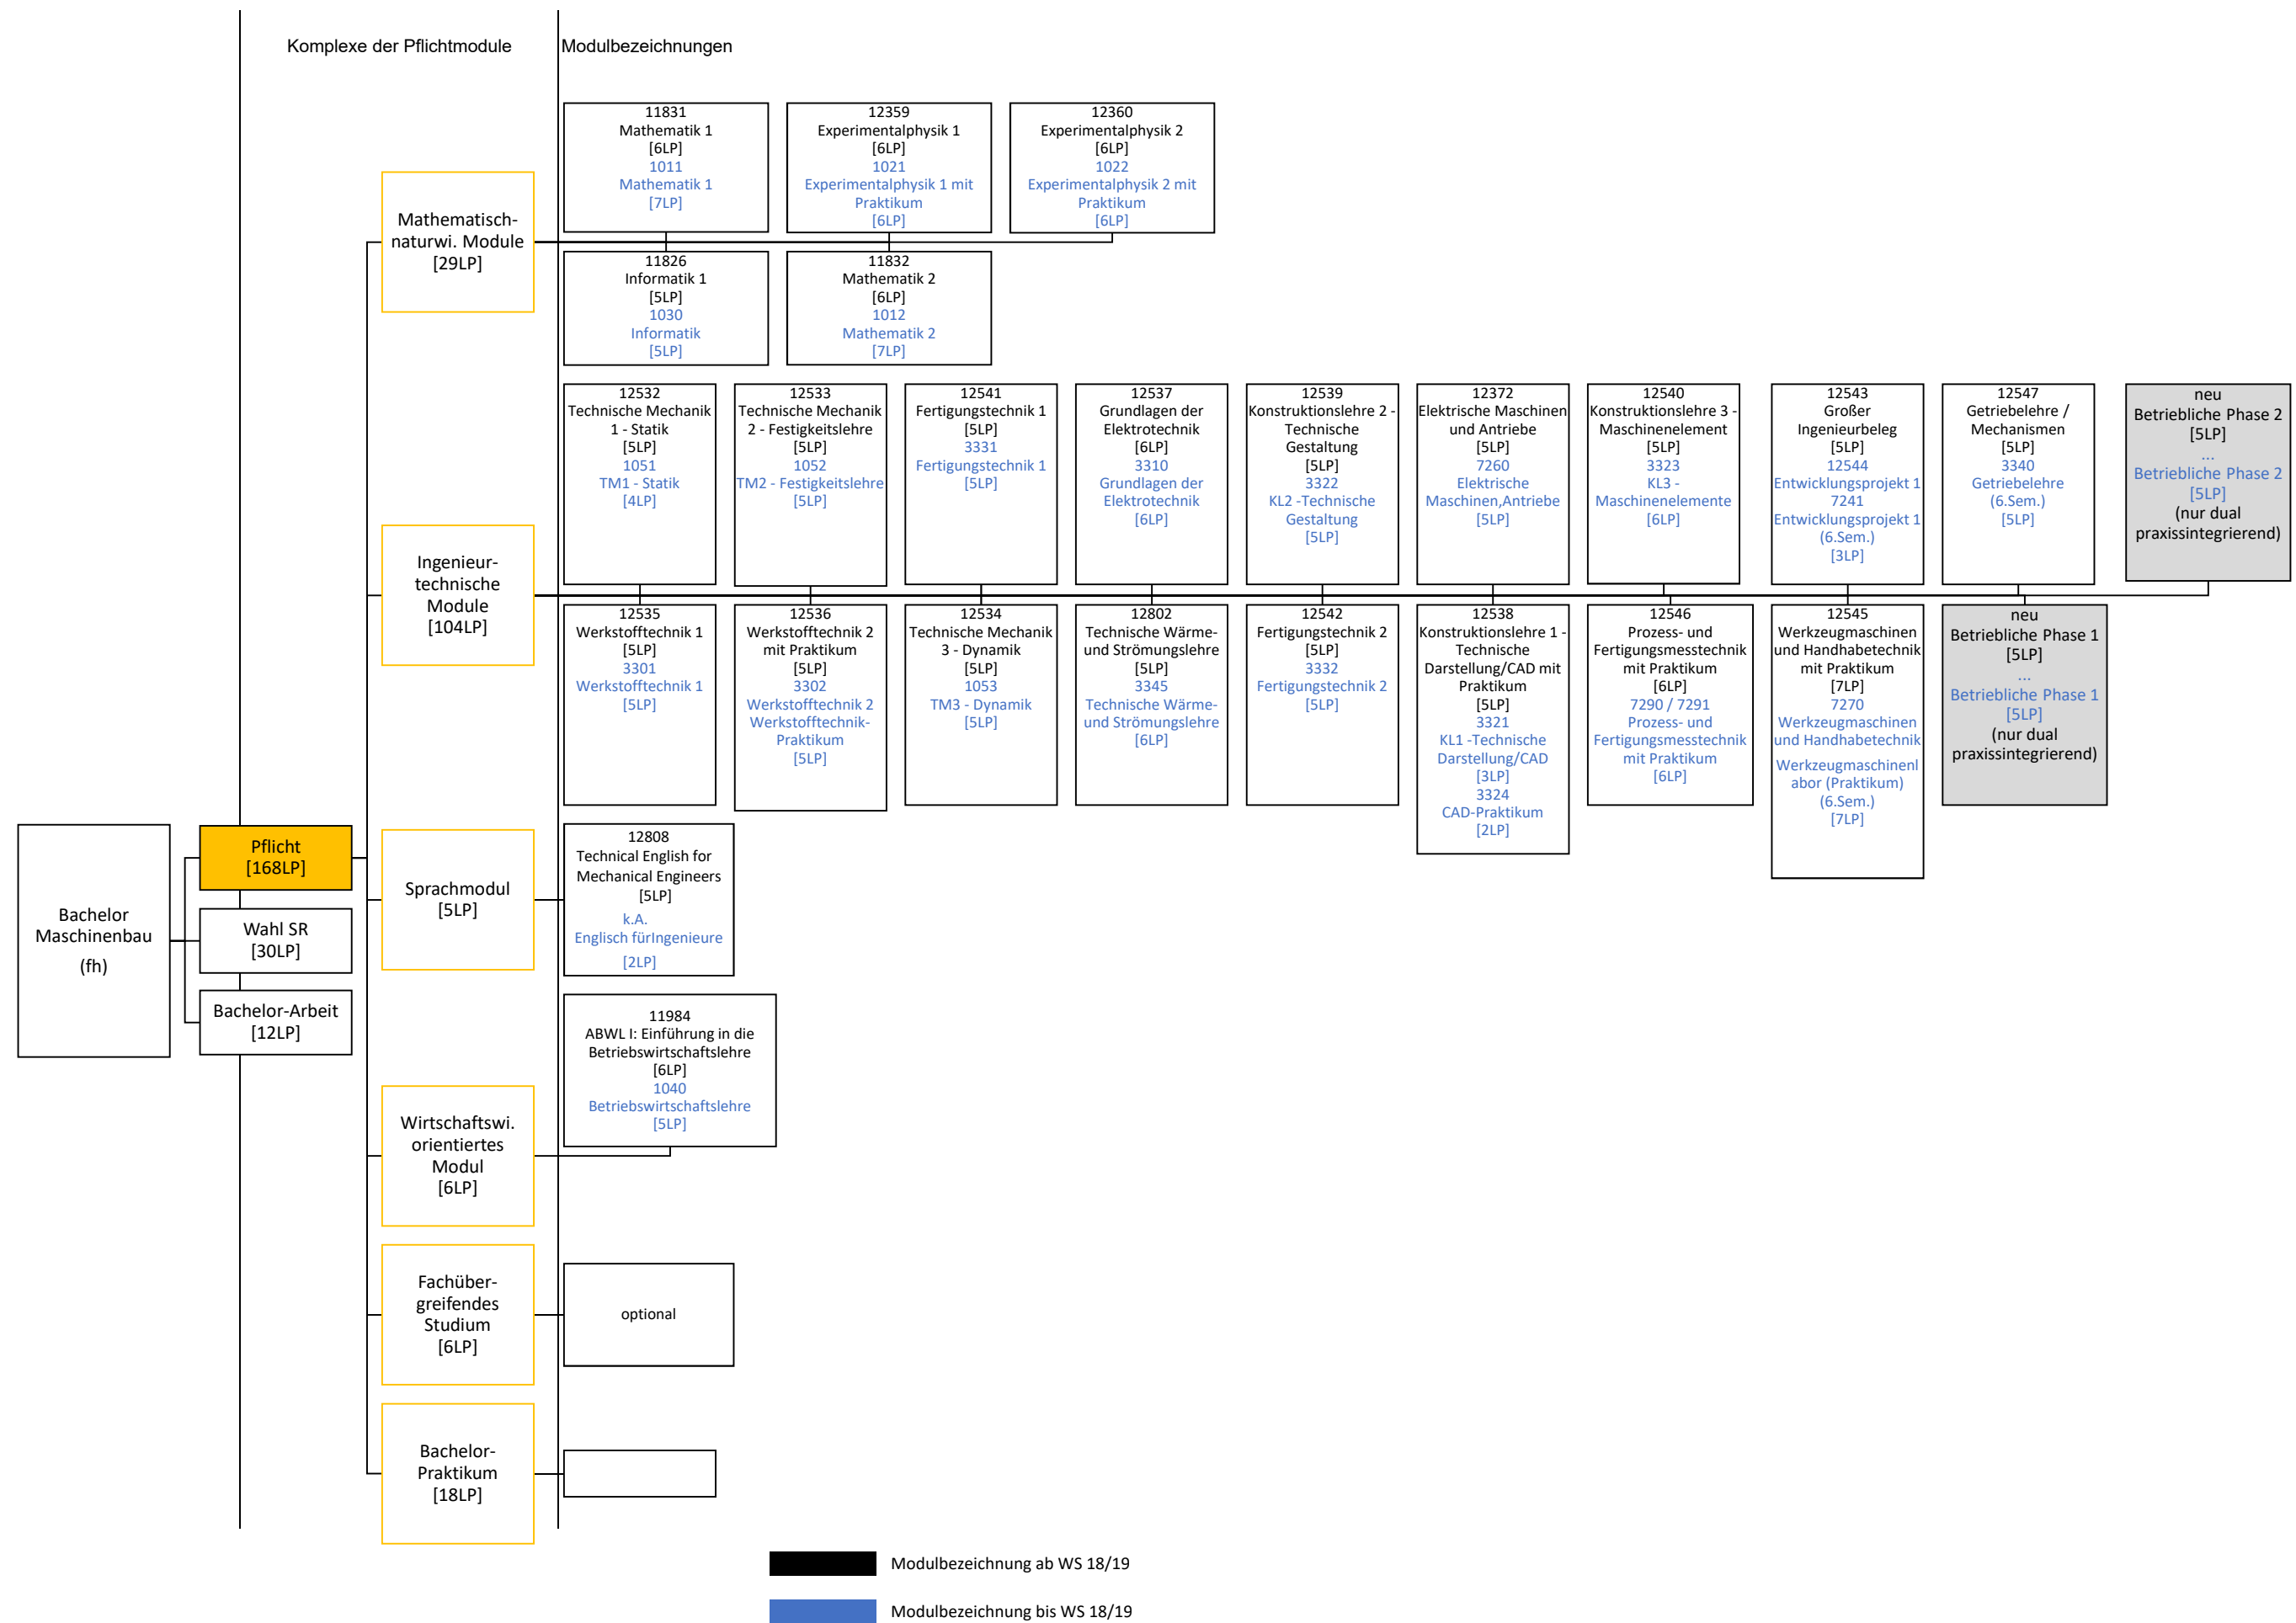 Komplexe der Pflichtmodule
Modulbezeichnungen
11831
Mathematik 1
[6LP]
1011
Mathematik 1
[7LP]
12359
Experimentalphysik 1
[6LP]
1021
Experimentalphysik 1 mit
Praktikum
[6LP]
12360
Experimentalphysik 2
[6LP]
1022
Experimentalphysik 2 mit
Praktikum
[6LP]
Mathematisch-
naturwi. Module
[29LP]
11826
Informatik 1
[5LP]
1030
Informatik
[5LP]
11832
Mathematik 2
[6LP]
1012
Mathematik 2
[7LP]
12532
Technische Mechanik
1 - Statik
[5LP]
1051
TM1 - Statik
[4LP]
12533
Technische Mechanik
2 - Festigkeitslehre
[5LP]
1052
TM2 - Festigkeitslehre
[5LP]
12541
Fertigungstechnik 1
[5LP]
3331
Fertigungstechnik 1
[5LP]
12537
Grundlagen der
Elektrotechnik
[6LP]
3310
Grundlagen der
Elektrotechnik
[6LP]
12539
Konstruktionslehre 2 -
Technische
Gestaltung
[5LP]
3322
KL2 -Technische
Gestaltung
[5LP]
12372
Elektrische Maschinen
und Antriebe
[5LP]
7260
Elektrische
Maschinen,Antriebe
[5LP]
12540
Konstruktionslehre 3 -
Maschinenelement
[5LP]
3323
KL3 -
Maschinenelemente
[6LP]
12543
Großer
Ingenieurbeleg
[5LP]
12544
Entwicklungsprojekt 1
7241
Entwicklungsprojekt 1
(6.Sem.)
[3LP]
12547
Getriebelehre /
Mechanismen
[5LP]
3340
Getriebelehre
(6.Sem.)
[5LP]
neu
Betriebliche Phase 2
[5LP]
...
Betriebliche Phase 2
[5LP]
(nur dual
praxissintegrierend)
Ingenieur-
technische
Module
[104LP]
12535
Werkstofftechnik 1
[5LP]
3301
Werkstofftechnik 1
[5LP]
12536
Werkstofftechnik 2
mit Praktikum
[5LP]
3302
Werkstofftechnik 2
Werkstofftechnik-
Praktikum
[5LP]
12534
Technische Mechanik
3 - Dynamik
[5LP]
1053
TM3 - Dynamik
[5LP]
12802
Technische Wärme-
und Strömungslehre
[5LP]
3345
Technische Wärme-
und Strömungslehre
[6LP]
12542
Fertigungstechnik 2
[5LP]
3332
Fertigungstechnik 2
[5LP]
12538
Konstruktionslehre 1 -
Technische
Darstellung/CAD mit
Praktikum
[5LP]
3321
KL1 -Technische
Darstellung/CAD
[3LP]
3324
CAD-Praktikum
[2LP]
12546
Prozess- und
Fertigungsmesstechnik
mit Praktikum
[6LP]
7290 / 7291
Prozess- und
Fertigungsmesstechnik
mit Praktikum
[6LP]
12545
Werkzeugmaschinen
und Handhabetechnik
mit Praktikum
[7LP]
7270
Werkzeugmaschinen
und Handhabetechnik
Werkzeugmaschinenl
abor (Praktikum)
(6.Sem.)
[7LP]
neu
Betriebliche Phase 1
[5LP]
...
Betriebliche Phase 1
[5LP]
(nur dual
praxissintegrierend)
Bachelor
Maschinenbau
(fh)
Pflicht
[168LP]
Wahl SR
[30LP]
Bachelor-Arbeit
[12LP]
Sprachmodul
[5LP]
12808
Technical English for
Mechanical Engineers
[5LP]
k.A.
Englisch fürIngenieure
[2LP]
Wirtschaftswi.
orientiertes
Modul
[6LP]
11984
ABWL I: Einführung in die
Betriebswirtschaftslehre
[6LP]
1040
Betriebswirtschaftslehre
[5LP]
Fachüber-
greifendes
Studium
[6LP]
optional
Bachelor-
Praktikum
[18LP]
Modulbezeichnung ab WS 18/19
Modulbezeichnung bis WS 18/19